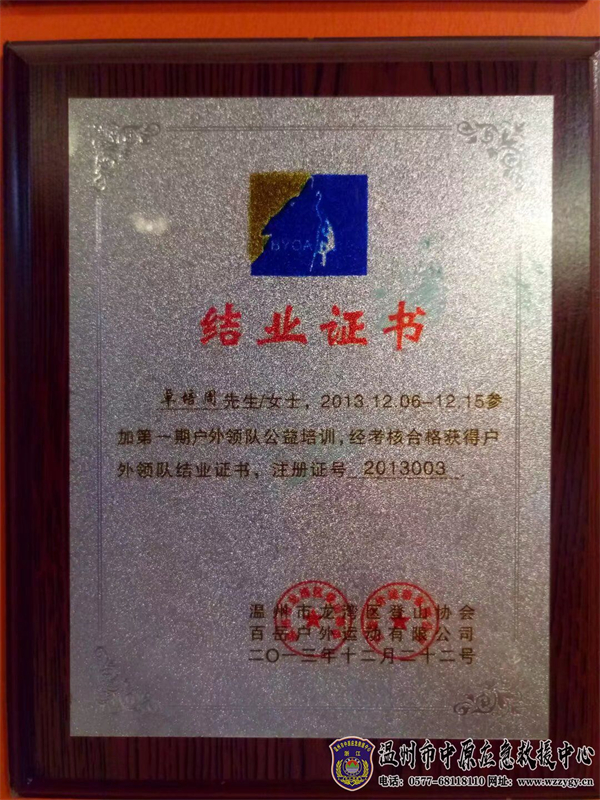 BYOA
结业证书
卓培周先生/女士，2013.12.06-12.15参
加第一期户外领队公益培训，经考核合格获得户
外领队结业证书，注册证号 2013003
温州市龙湾区登山协会
百岳户外运动有限公司
二〇一三年十二月二十二号
温州市中原应急救援中心
电话：0577-68118110 网址：www.wzzygy.cn